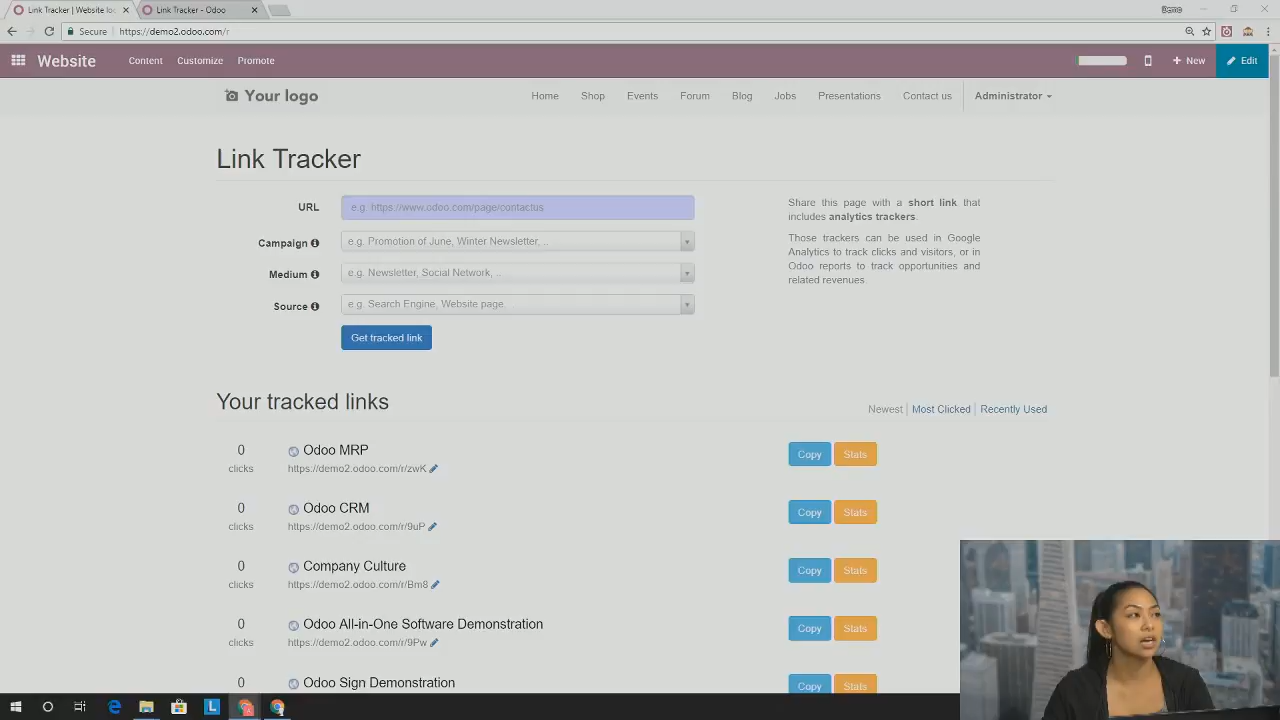 Link Tracker | Website lo
Link Tracker - Odoo
Demo
Secure
https://demo2.odoo.com/r
Website
Content
Customize
Promote
New
Edit
Your logo
Home
Shop
Events
Forum
Blog
Jobs
Presentations
Contact us
Administrator
Link Tracker
URL
e.g. https://www.odoo.com/page/contactus
Campaign
e.g. Promotion of June, Winter Newsletter, ..
Medium
e.g. Newsletter, Social Network, ..
Source
e.g. Search Engine, Website page,
Get tracked link
Share this page with a short link that
includes analytics trackers.
Those trackers can be used in Google
Analytics to track clicks and visitors, or in
Odoo reports to track opportunities and
related revenues.
Your tracked links
Newest | Most Clicked | Recently Used
0
clicks
Odoo MRP
https://demo2.odoo.com/r/zwK
Copy
Stats
0
clicks
Odoo CRM
https://demo2.odoo.com/r/9uP
Copy
Stats
0
clicks
Company Culture
https://demo2.odoo.com/r/Bm8
Copy
Stats
0
clicks
Odoo All-in-One Software Demonstration
https://demo2.odoo.com/r/9Pw
Copy
Stats
0
Odoo Sign Demonstration
Copy
Stats